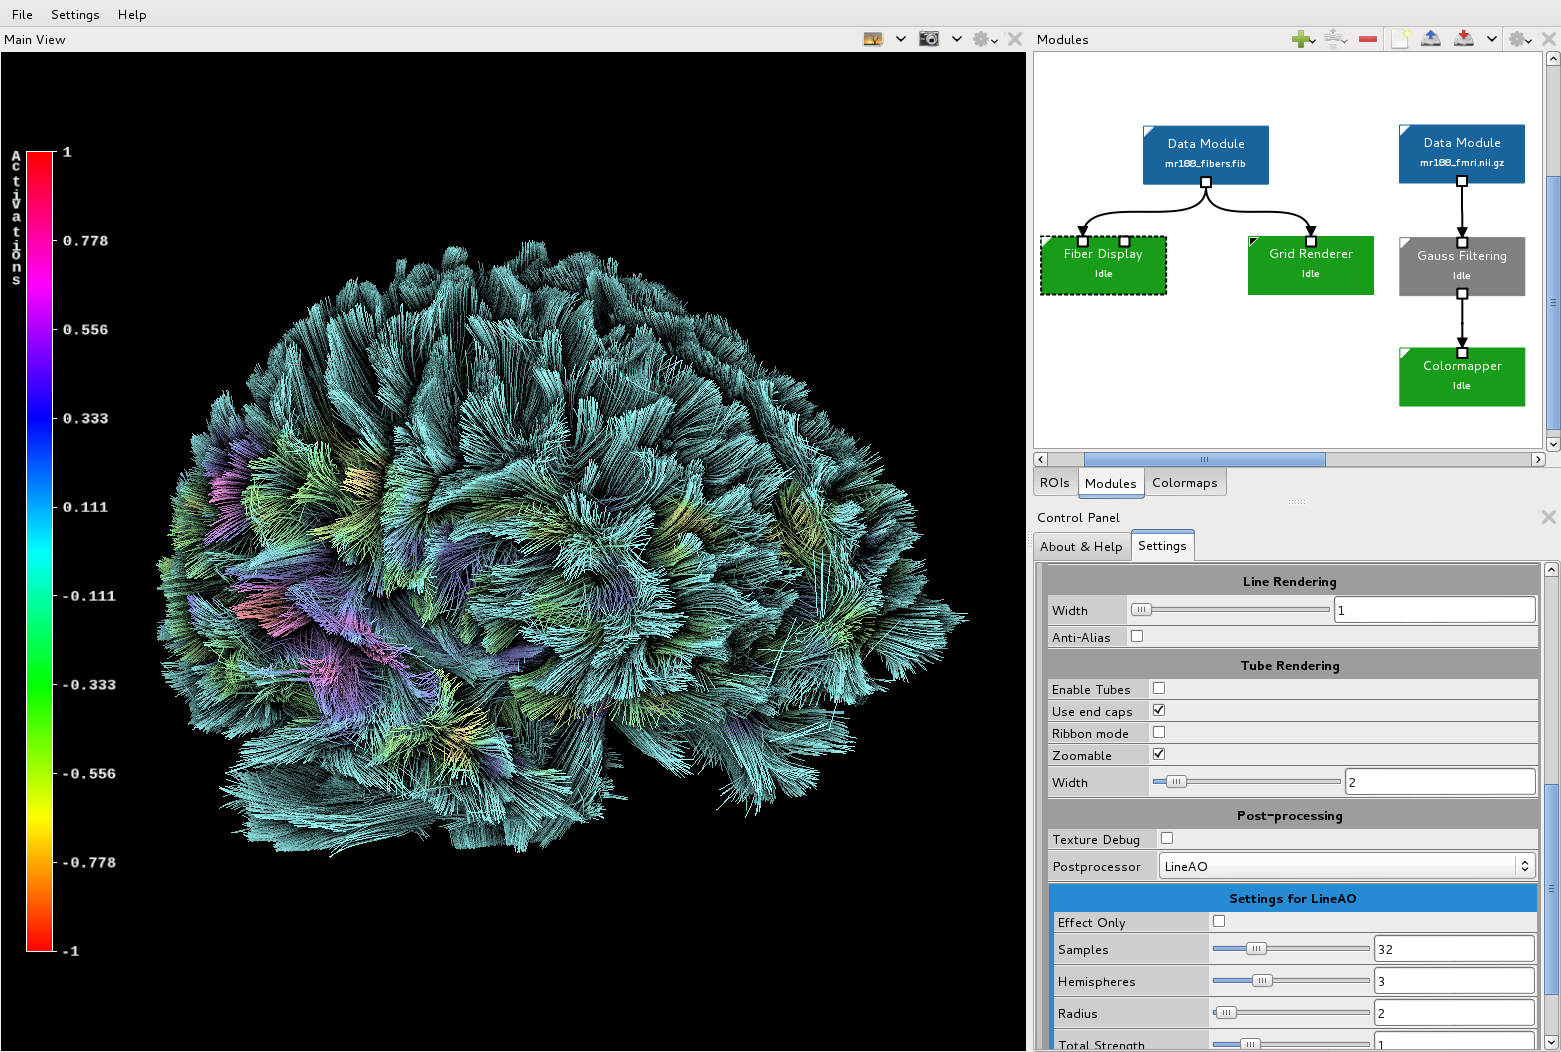 File Settings Help
Main View
Activations
1
0.778
0.556
0.333
0.111
-0.111
-0.333
-0.556
-0.778
-1
Modules
Data Module
mr188_fibers.fib
Data Module
mr188_fmri.nii.gz
Fiber Display
Idle
Grid Renderer
Idle
Gauss Filtering
Idle
Colormapper
Idle
ROIs Modules Colormaps
Control Panel
About & Help Settings
Line Rendering
Width 1
Anti-Alias
Tube Rendering
Enable Tubes
Use end caps
Ribbon mode
Zoomable
Width 2
Post-processing
Texture Debug
Postprocessor LineAO
Settings for LineAO
Effect Only
Samples 32
Hemispheres 3
Radius 2
Total Strength 1